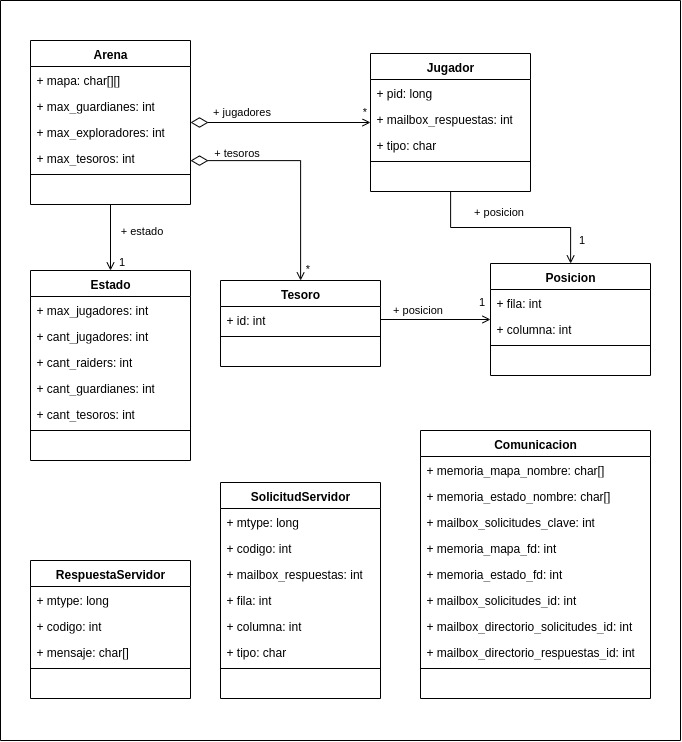 Arena
+ mapa: char[][]
+ max_guardianes: int
+ max_exploradores: int
+ max_tesoros: int
+ jugadores
*
+ tesoros
*
+ estado
1
Jugador
+ pid: long
+ mailbox_respuestas: int
+ tipo: char
+ posicion
1
Estado
+ max_jugadores: int
+ cant_jugadores: int
+ cant_raiders: int
+ cant_guardianes: int
+ cant_tesoros: int
Tesoro
+ id: int
+ posicion
1
Posicion
+ fila: int
+ columna: int
RespuestaServidor
+ mtype: long
+ codigo: int
+ mensaje: char[]
SolicitudServidor
+ mtype: long
+ codigo: int
+ mailbox_respuestas: int
+ fila: int
+ columna: int
+ tipo: char
Comunicacion
+ memoria_mapa_nombre: char[]
+ memoria_estado_nombre: char[]
+ mailbox_solicitudes_clave: int
+ memoria_mapa_fd: int
+ memoria_estado_fd: int
+ mailbox_solicitudes_id: int
+ mailbox_directorio_solicitudes_id: int
+ mailbox_directorio_respuestas_id: int